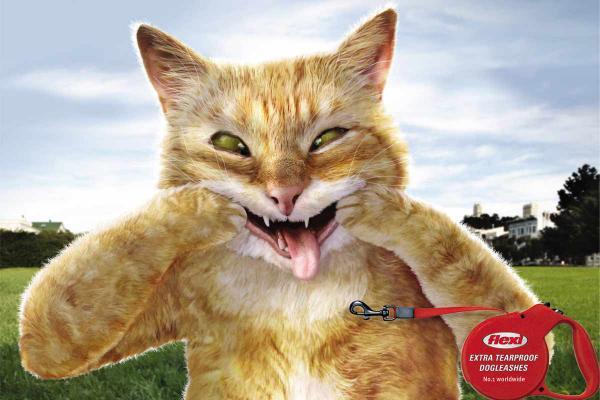 flexi
EXTRA TEARPROOF
DOGLEASHES
No.1 worldwide